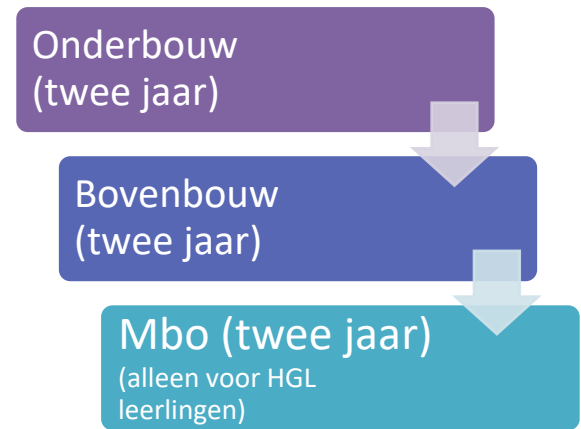 Onderbouw
(twee jaar)
Bovenbouw
(twee jaar)
Mbo (twee jaar)
(alleen voor HGL
leerlingen)